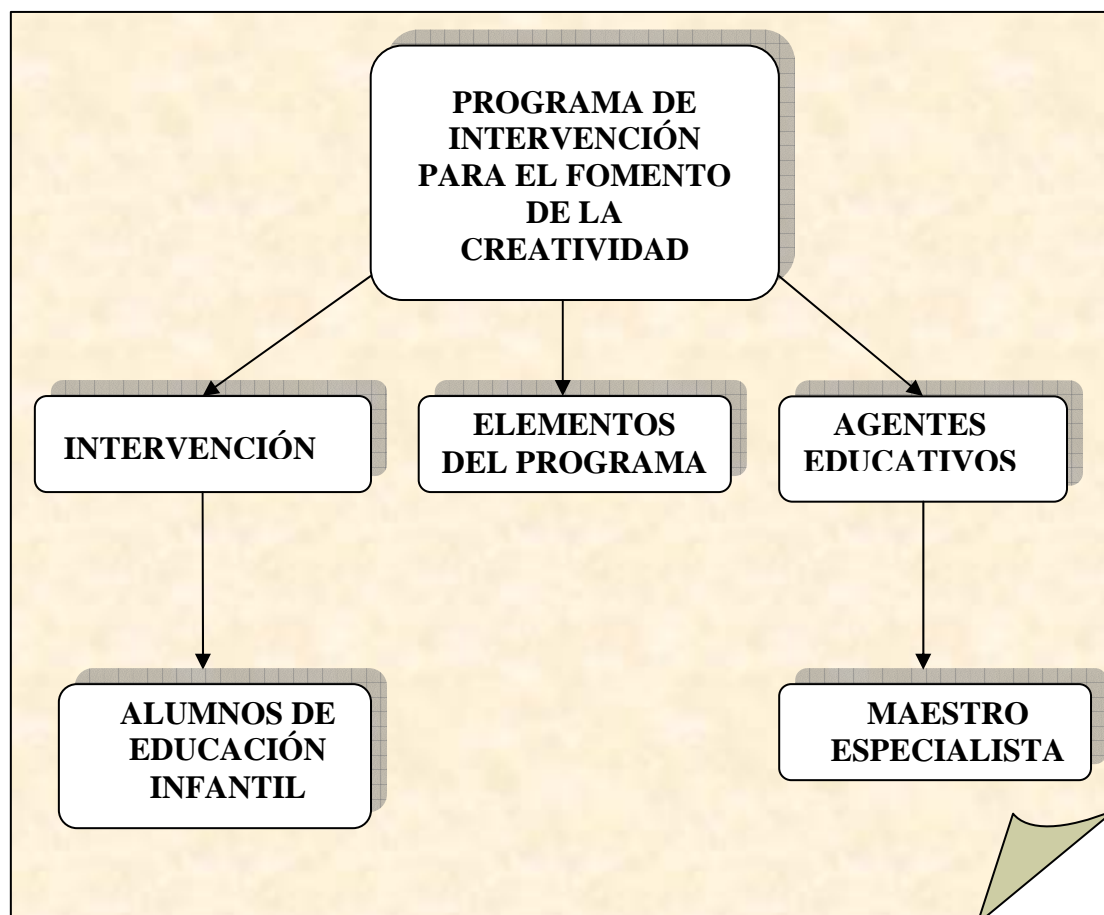 PROGRAMA DE
INTERVENCIÓN
PARA EL FOMENTO
DE LA
CREATIVIDAD
INTERVENCIÓN
ELEMENTOS
DEL PROGRAMA
AGENTES
EDUCATIVOS
ALUMNOS DE
EDUCACIÓN
INFANTIL
MAESTRO
ESPECIALISTA